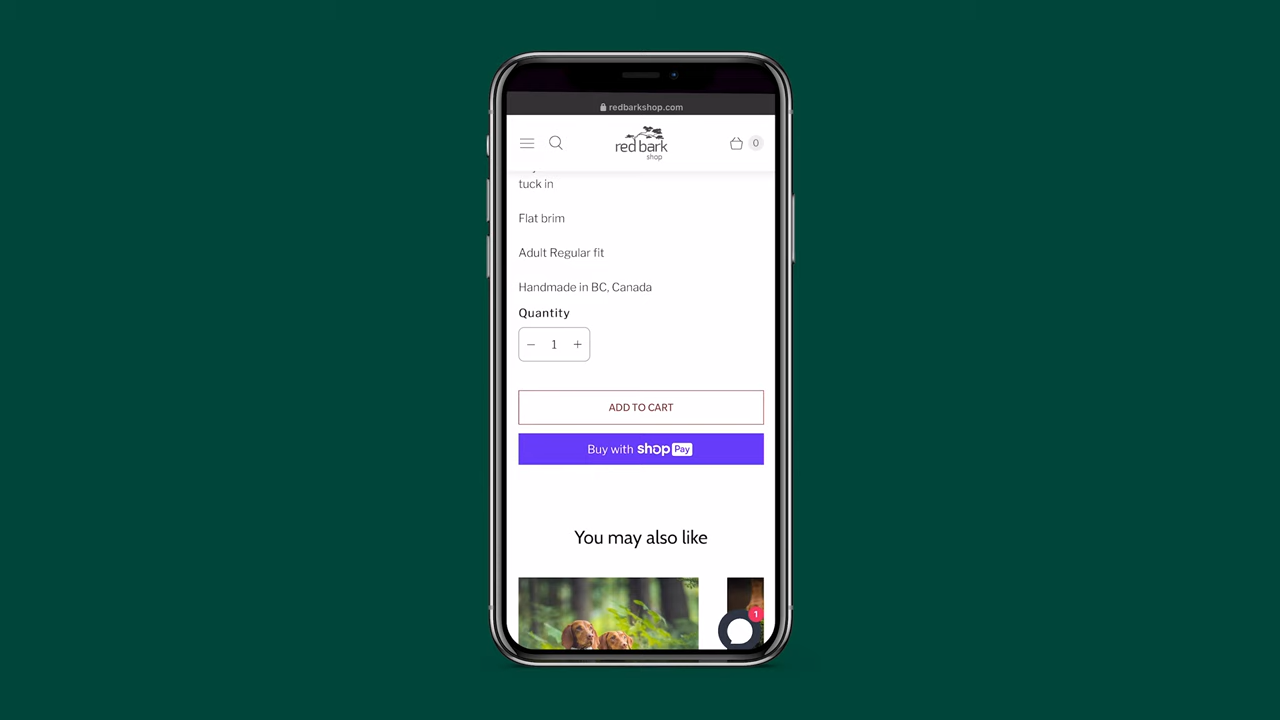 redbarkshop.com
red bark
shop
0
tuck in
Flat brim
Adult Regular fit
Handmade in BC, Canada
Quantity
− 1 +
ADD TO CART
Buy with shop Pay
You may also like
1